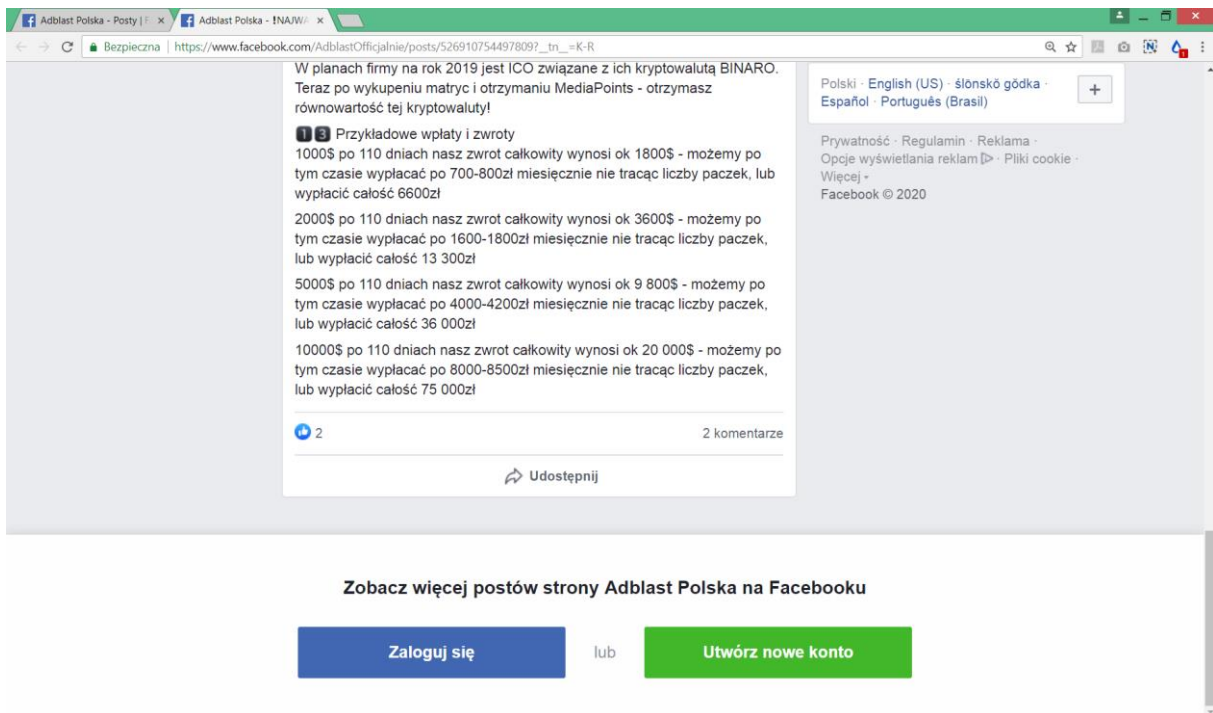 Adblast Polska - Posty | F
Adblast Polska - !NAJWA
Bezpieczna | https://www.facebook.com/AdblastOfficjalnie/posts/526910754497809?__tn__=K-R
W planach firmy na rok 2019 jest ICO związane z ich kryptowalutą BINARO.
Teraz po wykupeniu matryc i otrzymaniu MediaPoints - otrzymasz
równowartość tej kryptowaluty!
1 3 Przykładowe wpłaty i zwroty
1000$ po 110 dniach nasz zwrot całkowity wynosi ok 1800$ - możemy po
tym czasie wypłacać po 700-800zł miesięcznie nie tracąc liczby paczek, lub
wypłacić całość 6600zł
2000$ po 110 dniach nasz zwrot całkowity wynosi ok 3600$ - możemy po
tym czasie wypłacać po 1600-1800zł miesięcznie nie tracąc liczby paczek,
lub wypłacić całość 13 300zł
5000$ po 110 dniach nasz zwrot całkowity wynosi ok 9 800$ - możemy po
tym czasie wypłacać po 4000-4200zł miesięcznie nie tracąc liczby paczek,
lub wypłacić całość 36 000zł
10000$ po 110 dniach nasz zwrot całkowity wynosi ok 20 000$ - możemy po
tym czasie wypłacać po 8000-8500zł miesięcznie nie tracąc liczby paczek,
lub wypłacić całość 75 000zł
2
2 komentarze
Udostępnij
Polski · English (US) · ślōnskŏ gŏdka ·
Español · Português (Brasil)
Prywatność · Regulamin · Reklama ·
Opcje wyświetlania reklam · Pliki cookie ·
Więcej
Facebook © 2020
Zobacz więcej postów strony Adblast Polska na Facebooku
Zaloguj się
lub
Utwórz nowe konto